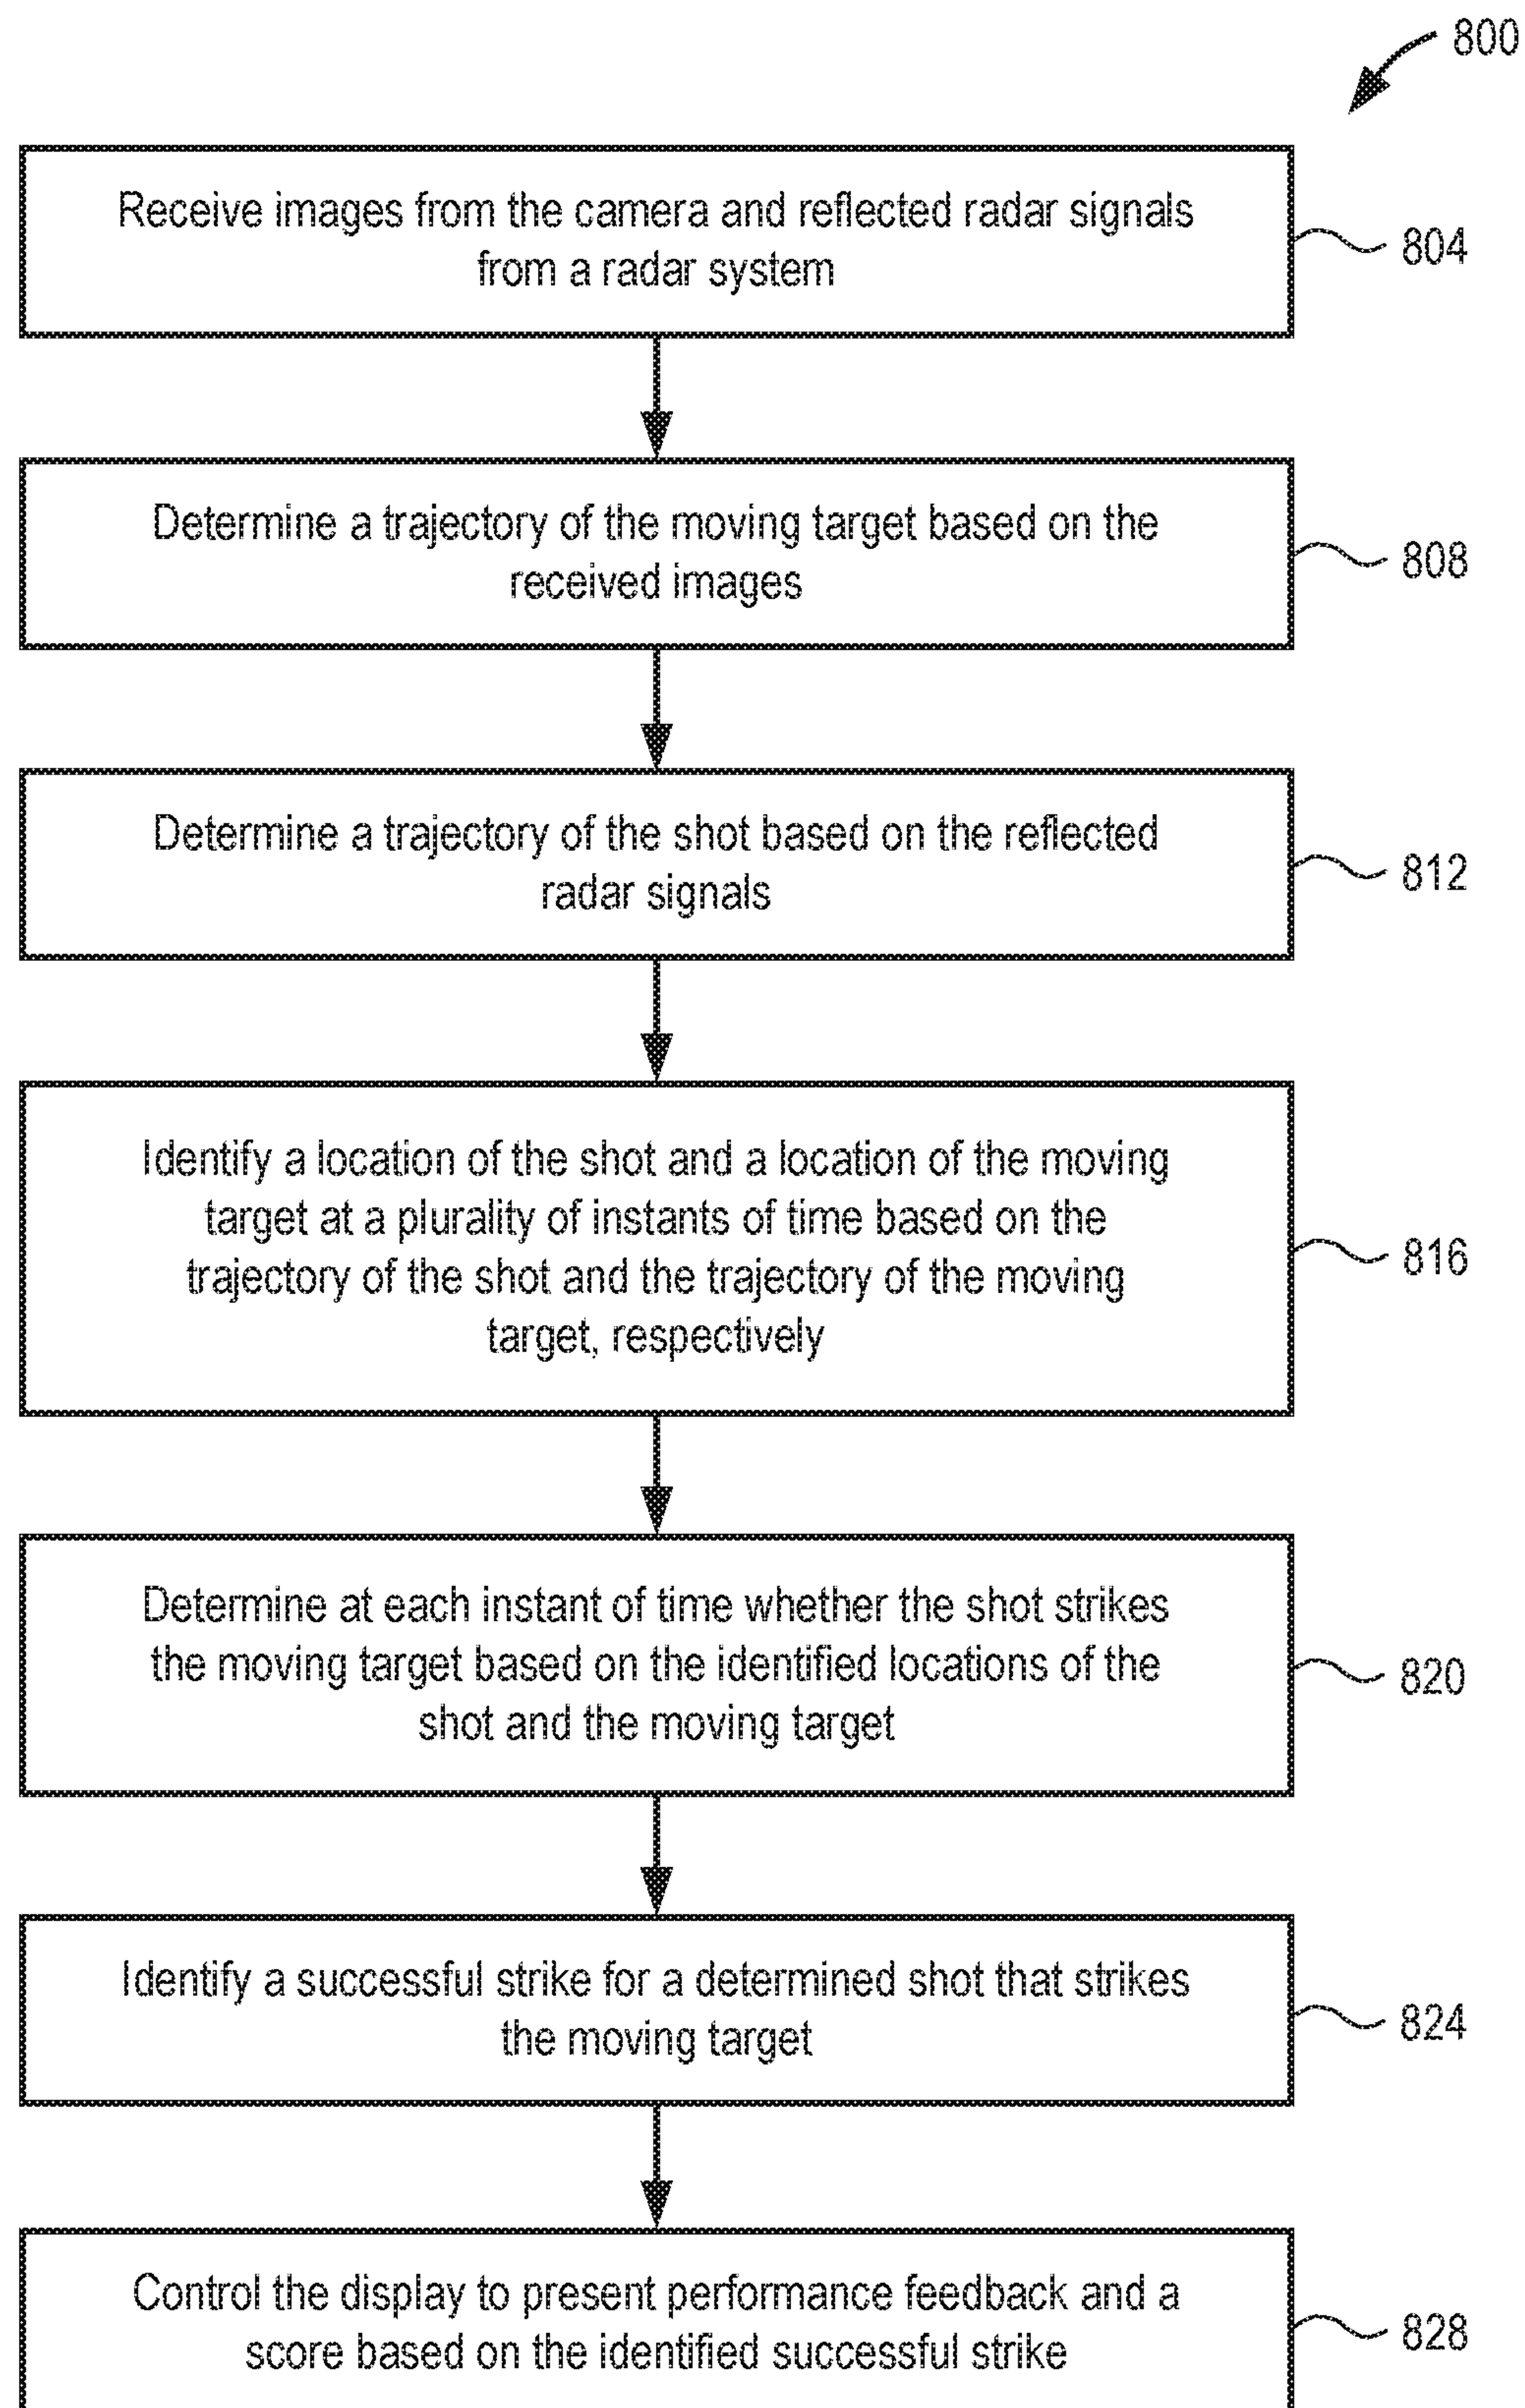 800
Receive images from the camera and reflected radar signals
from a radar system
804
Determine a trajectory of the moving target based on the
received images
808
Determine a trajectory of the shot based on the reflected
radar signals
812
Identify a location of the shot and a location of the moving
target at a plurality of instants of time based on the
trajectory of the shot and the trajectory of the moving
target, respectively
816
Determine at each instant of time whether the shot strikes
the moving target based on the identified locations of the
shot and the moving target
820
Identify a successful strike for a determined shot that strikes
the moving target
824
Control the display to present performance feedback and a
score based on the identified successful strike
828